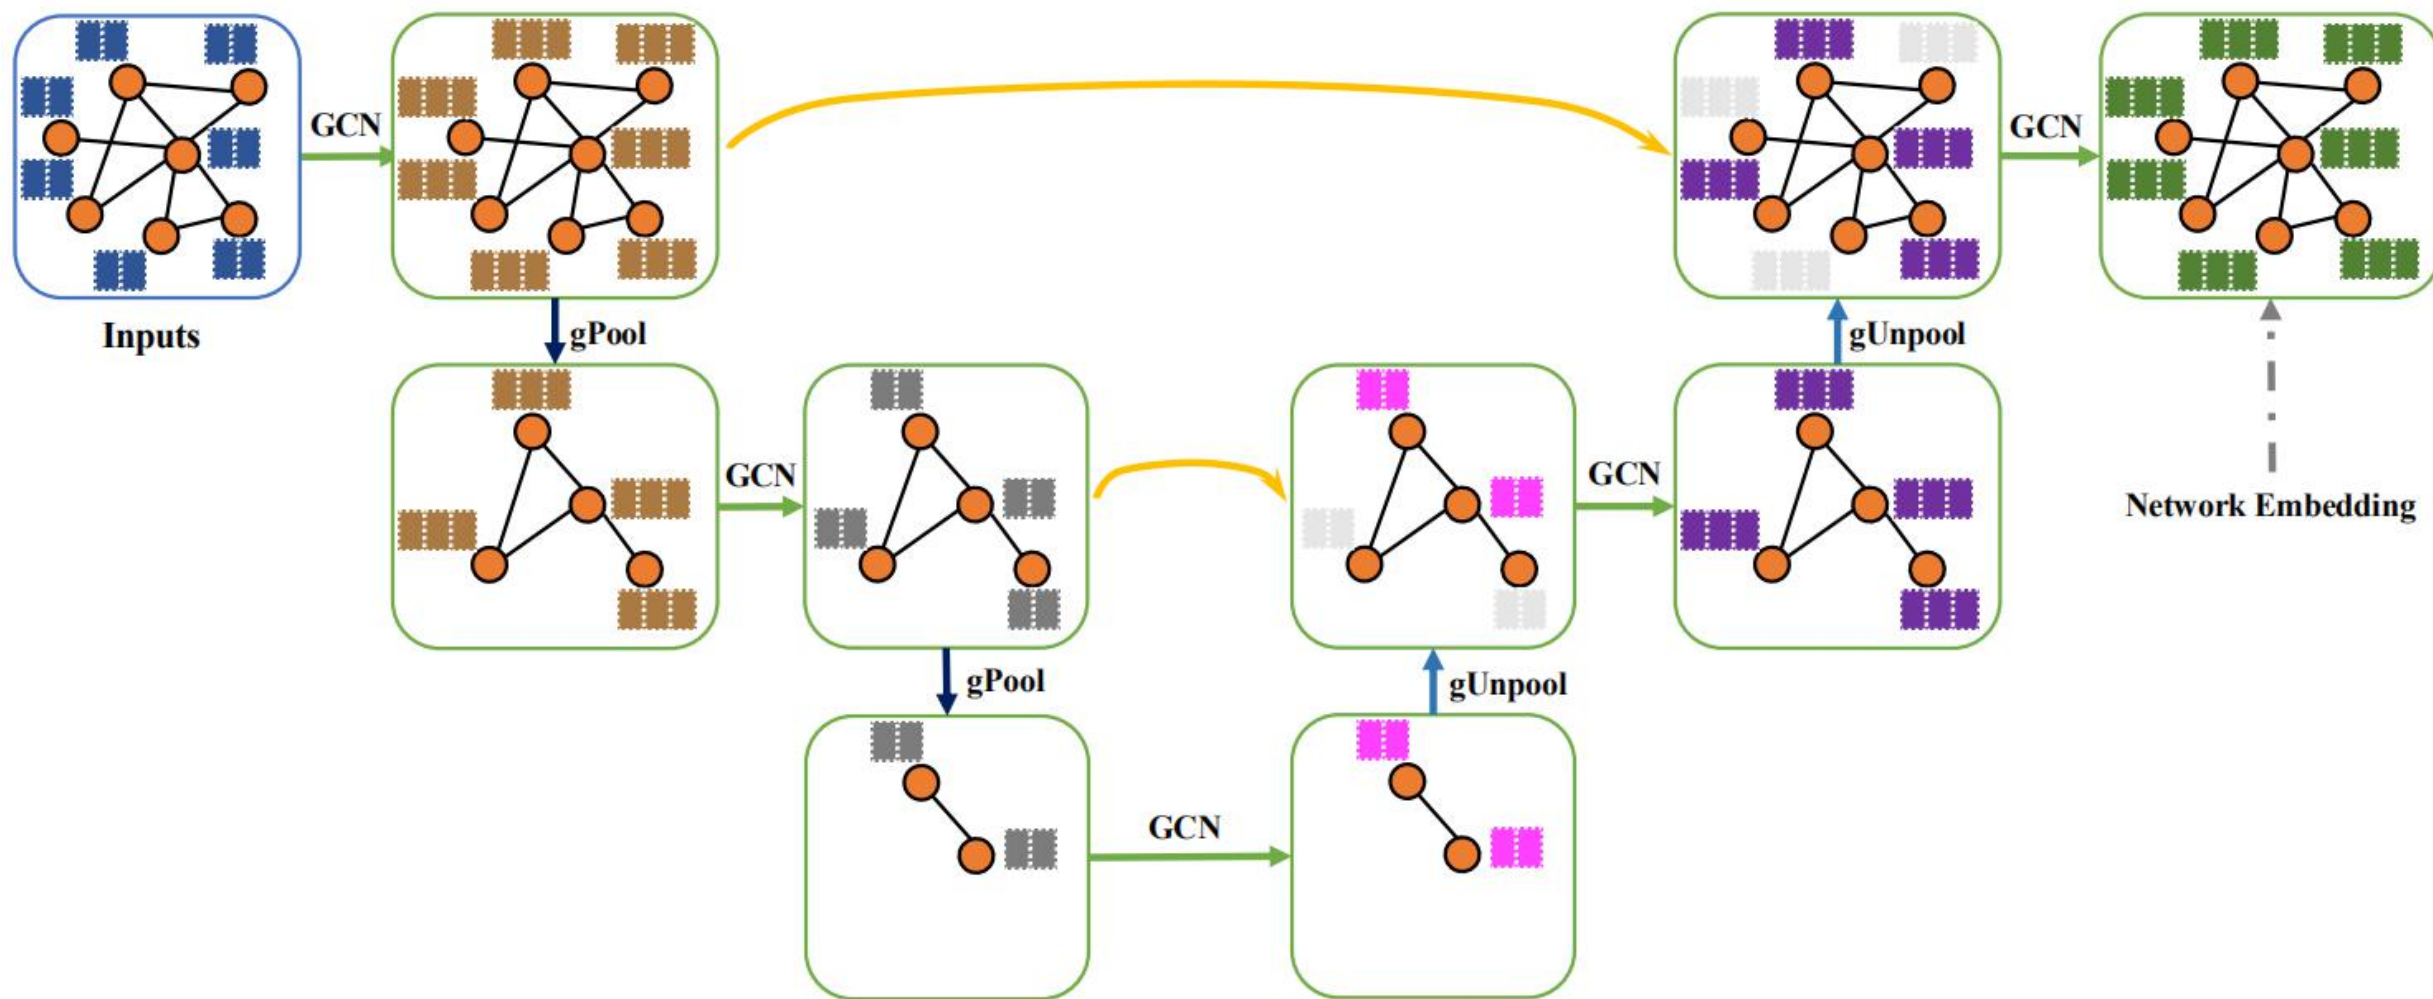 GCN
GCN
Inputs
gPool
gUnpool
GCN
GCN
Network Embedding
gPool
gUnpool
GCN